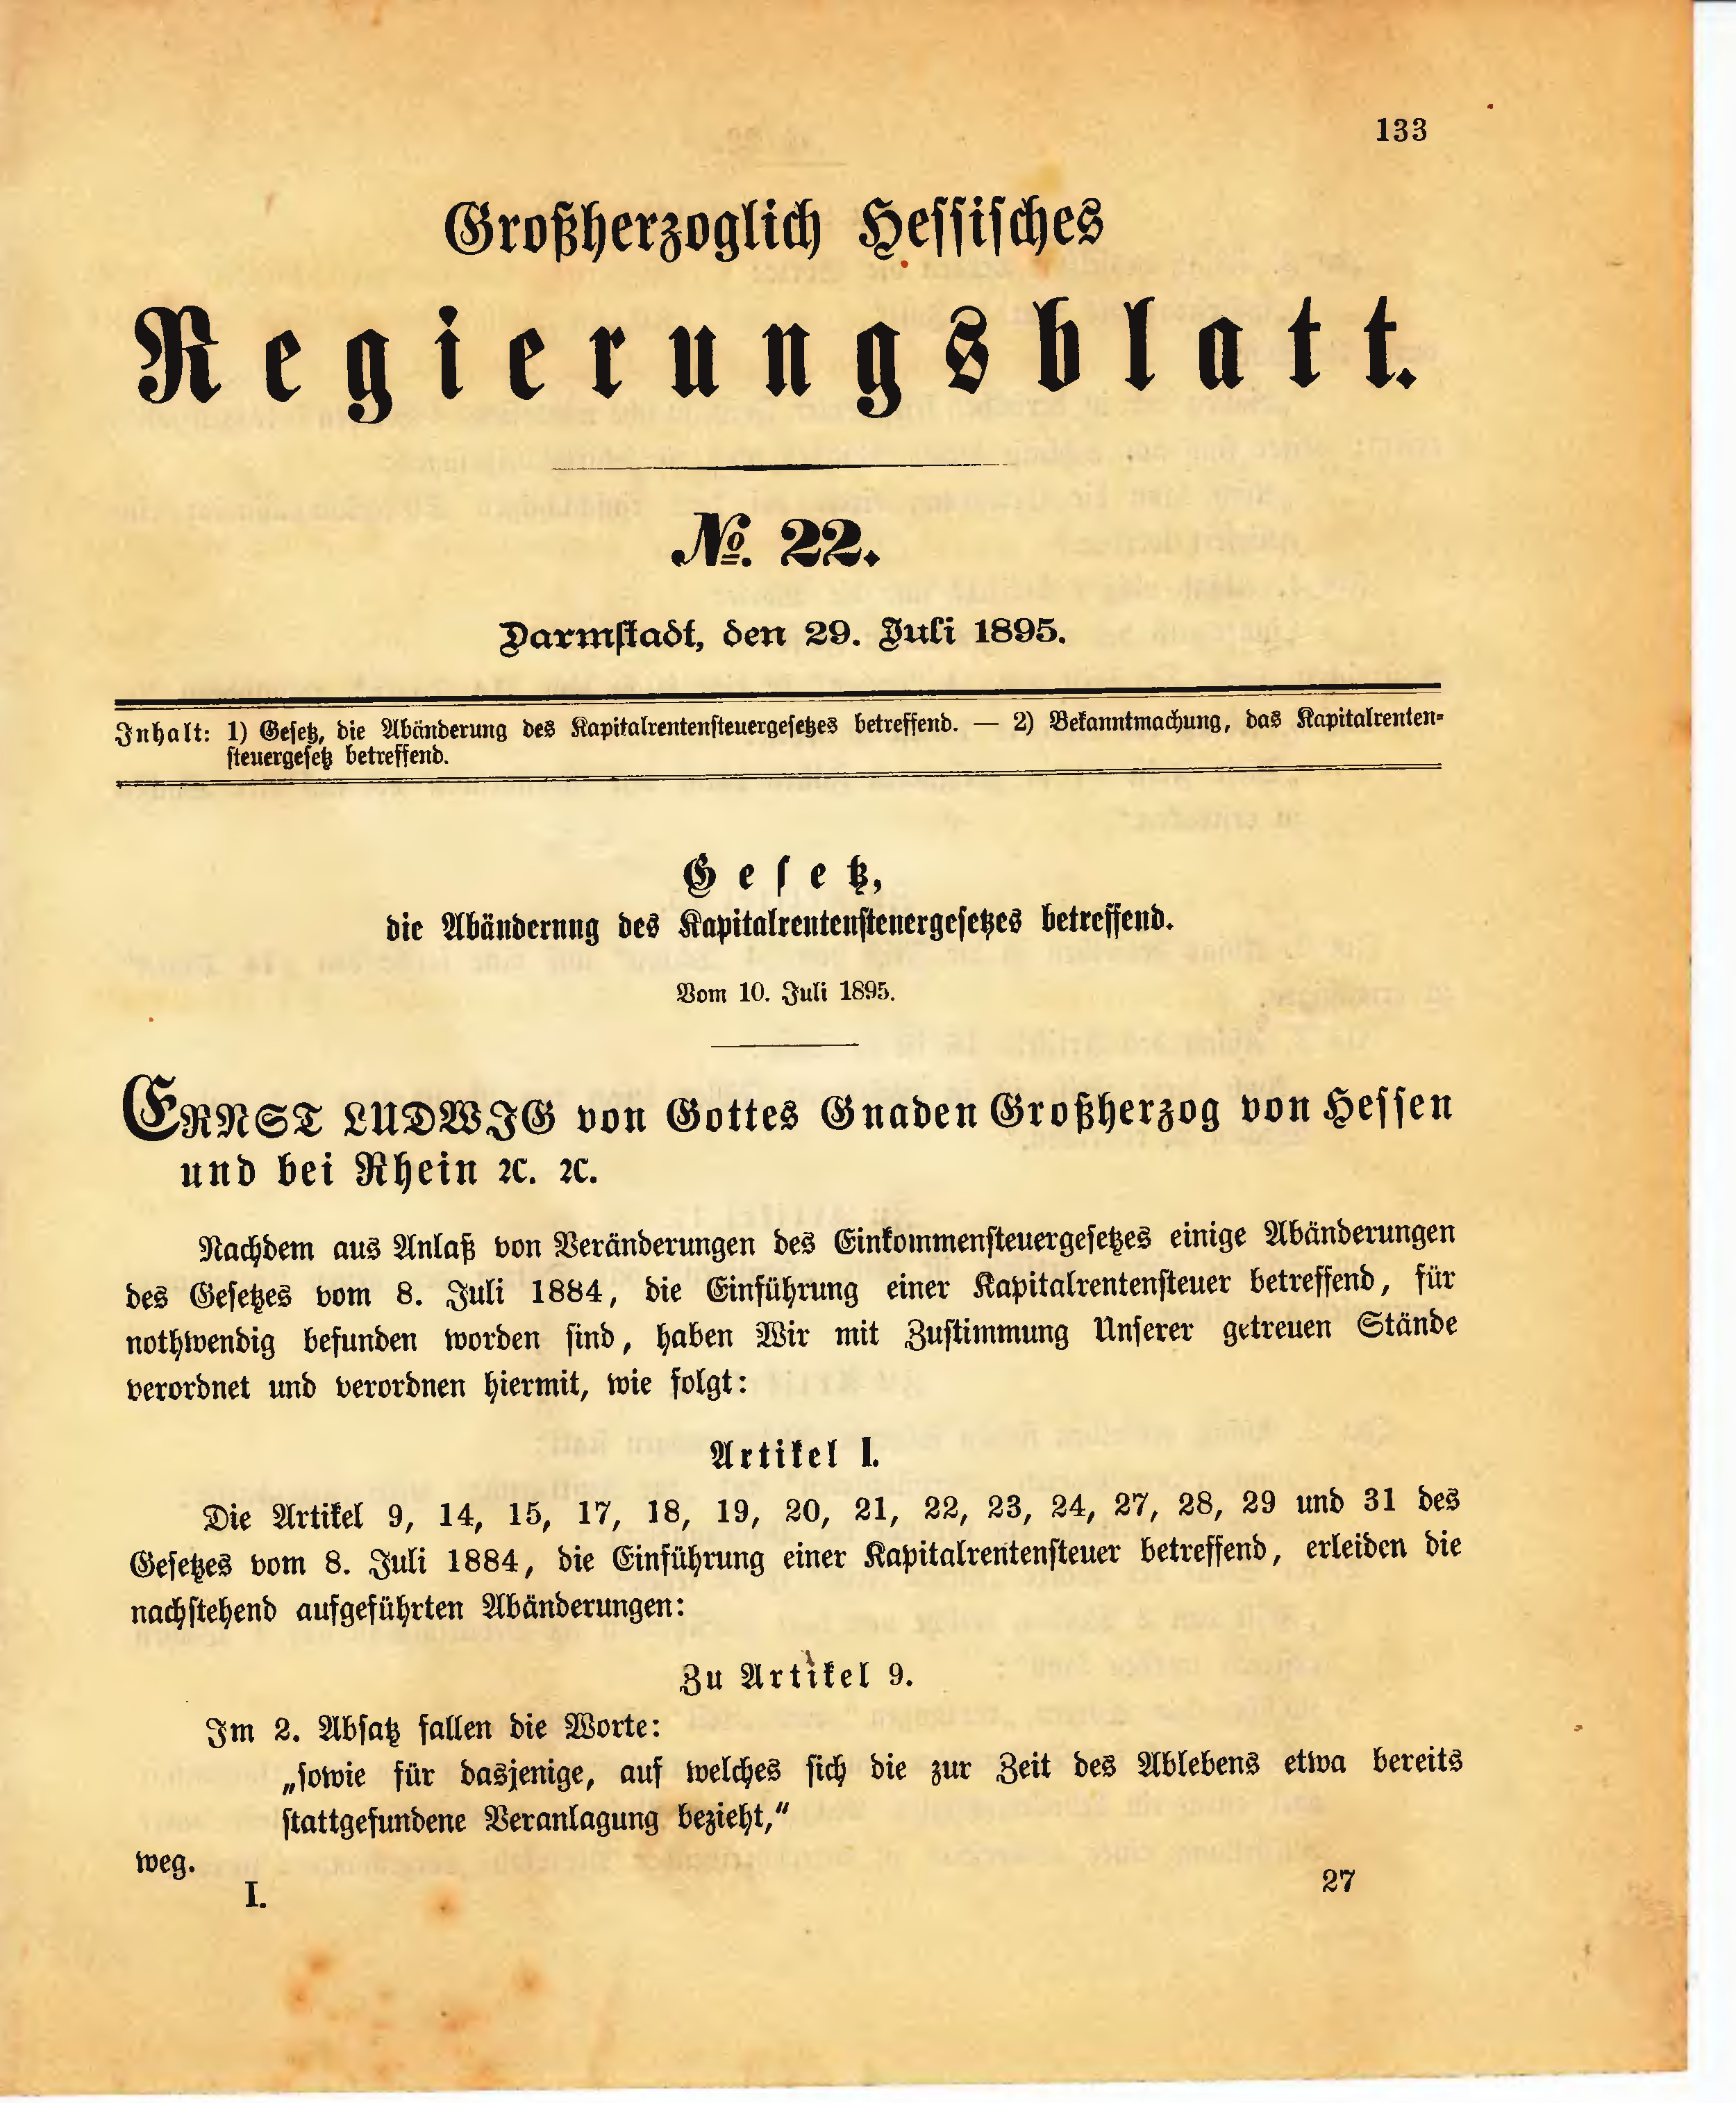 133
Großherzoglich Hessisches
Regierungsblatt.
№. 22.
Darmstadt, den 29. Juli 1895.
Inhalt: 1) Gesetz, die Abänderung des Kapitalrentensteuergesetzes betreffend. — 2) Bekanntmachung, das Kapitalrenten-
steuergesetz betreffend.
Gesetz,
die Abänderung des Kapitalrentensteuergesetzes betreffend.
Vom 10. Juli 1895.
ERNST LUDWIG von Gottes Gnaden Großherzog von Hessen
und bei Rhein ꝛc. ꝛc.
Nachdem aus Anlaß von Veränderungen des Einkommensteuergesetzes einige Abänderungen
des Gesetzes vom 8. Juli 1884, die Einführung einer Kapitalrentensteuer betreffend, für
nothwendig befunden worden sind, haben Wir mit Zustimmung Unserer getreuen Stände
verordnet und verordnen hiermit, wie folgt:
Artikel I.
Die Artikel 9, 14, 15, 17, 18, 19, 20, 21, 22, 23, 24, 27, 28, 29 und 31 des
Gesetzes vom 8. Juli 1884, die Einführung einer Kapitalrentensteuer betreffend, erleiden die
nachstehend aufgeführten Abänderungen:
Zu Artikel 9.
Im 2. Absatz fallen die Worte:
„sowie für dasjenige, auf welches sich die zur Zeit des Ablebens etwa bereits
stattgefundene Veranlagung bezieht,“
weg.
I. 27